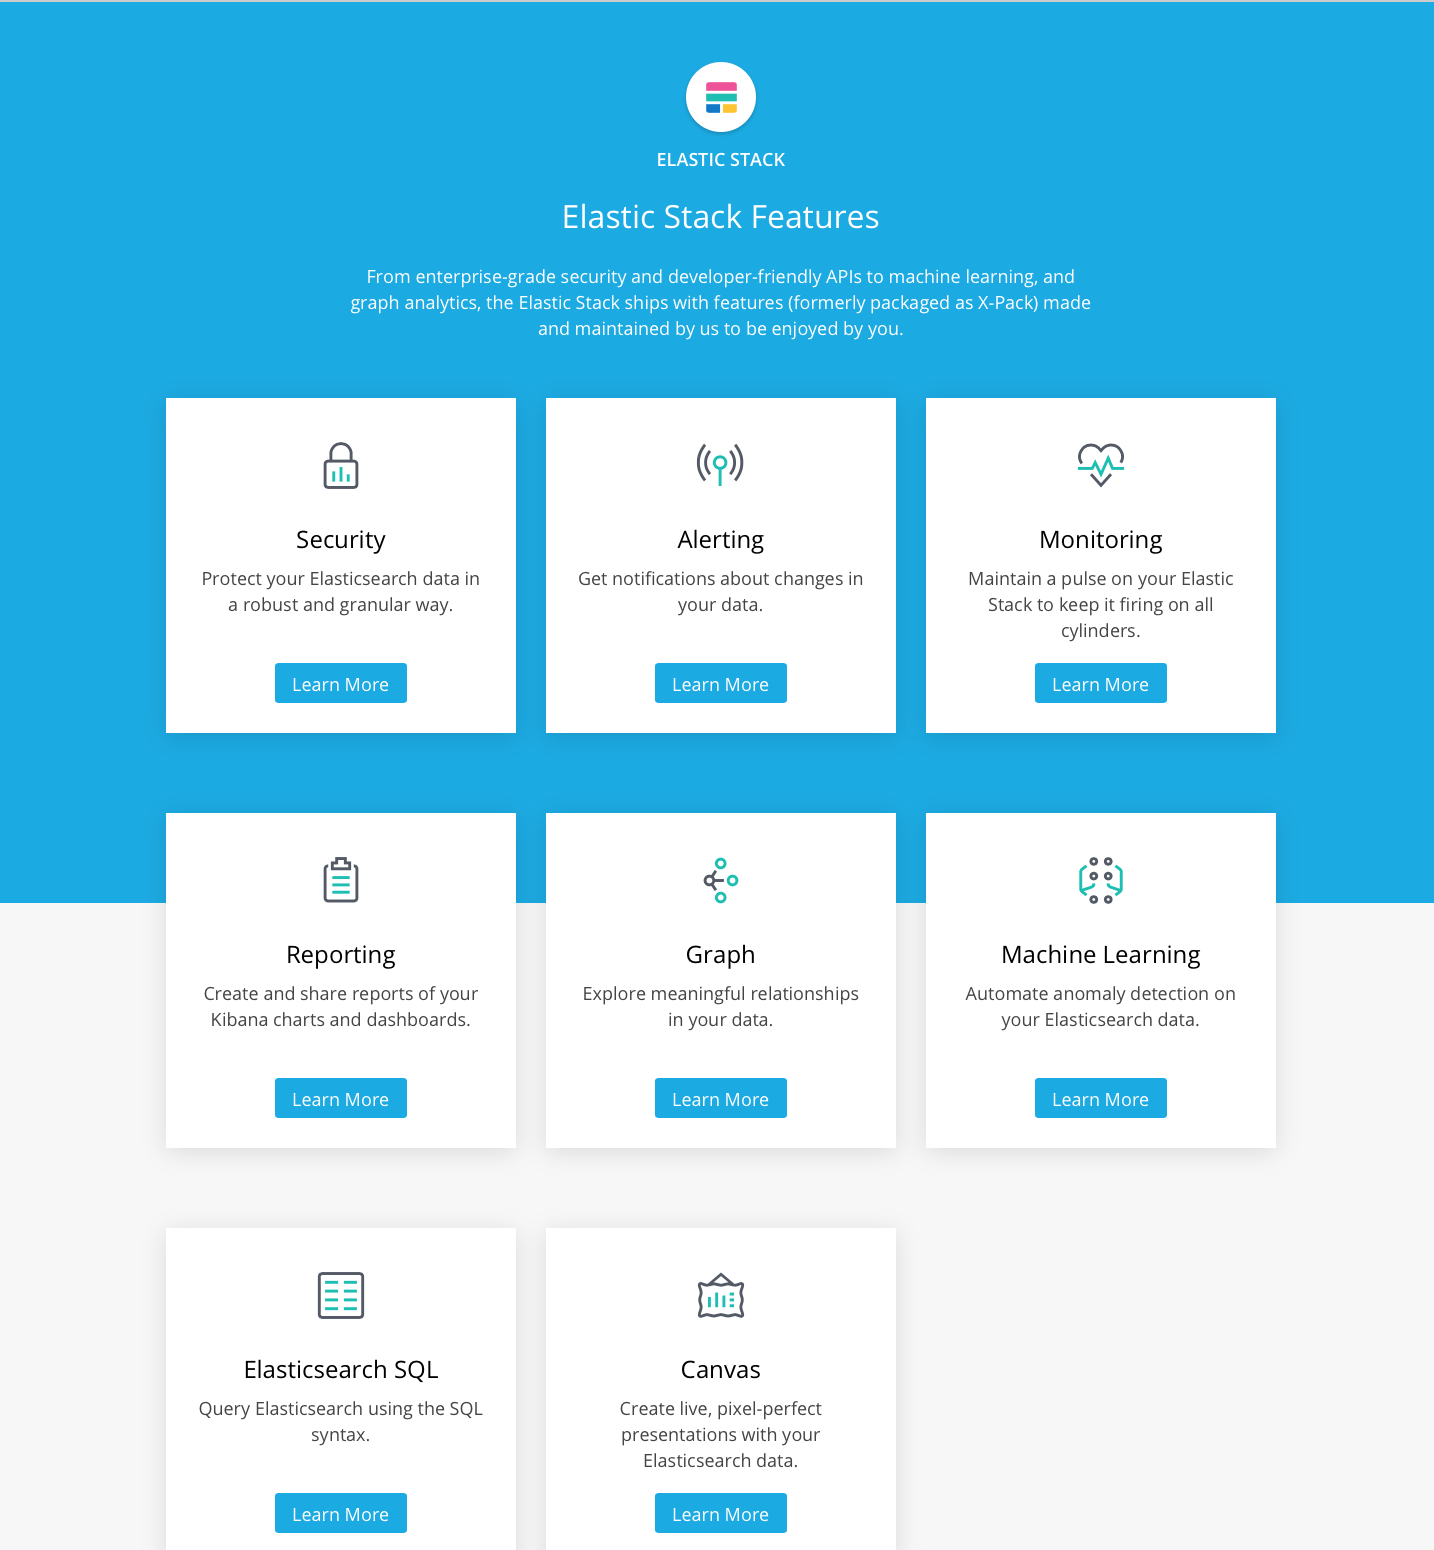 ELASTIC STACK
Elastic Stack Features
From enterprise-grade security and developer-friendly APIs to machine learning, and
graph analytics, the Elastic Stack ships with features (formerly packaged as X-Pack) made
and maintained by us to be enjoyed by you.
Security
Protect your Elasticsearch data in
a robust and granular way.
Learn More
Alerting
Get notifications about changes in
your data.
Learn More
Monitoring
Maintain a pulse on your Elastic
Stack to keep it firing on all
cylinders.
Learn More
Reporting
Create and share reports of your
Kibana charts and dashboards.
Learn More
Graph
Explore meaningful relationships
in your data.
Learn More
Machine Learning
Automate anomaly detection on
your Elasticsearch data.
Learn More
Elasticsearch SQL
Query Elasticsearch using the SQL
syntax.
Learn More
Canvas
Create live, pixel-perfect
presentations with your
Elasticsearch data.
Learn More